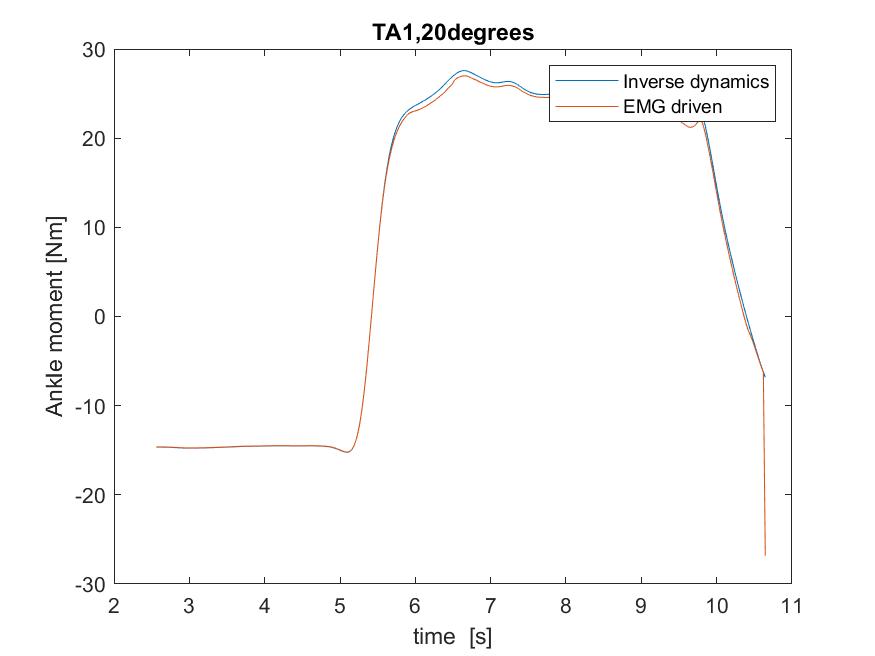 TA1,20degrees
30
20
10
0
-10
-20
-30
Ankle moment [Nm]
Inverse dynamics
EMG driven
2 3 4 5 6 7 8 9 10 11
time [s]